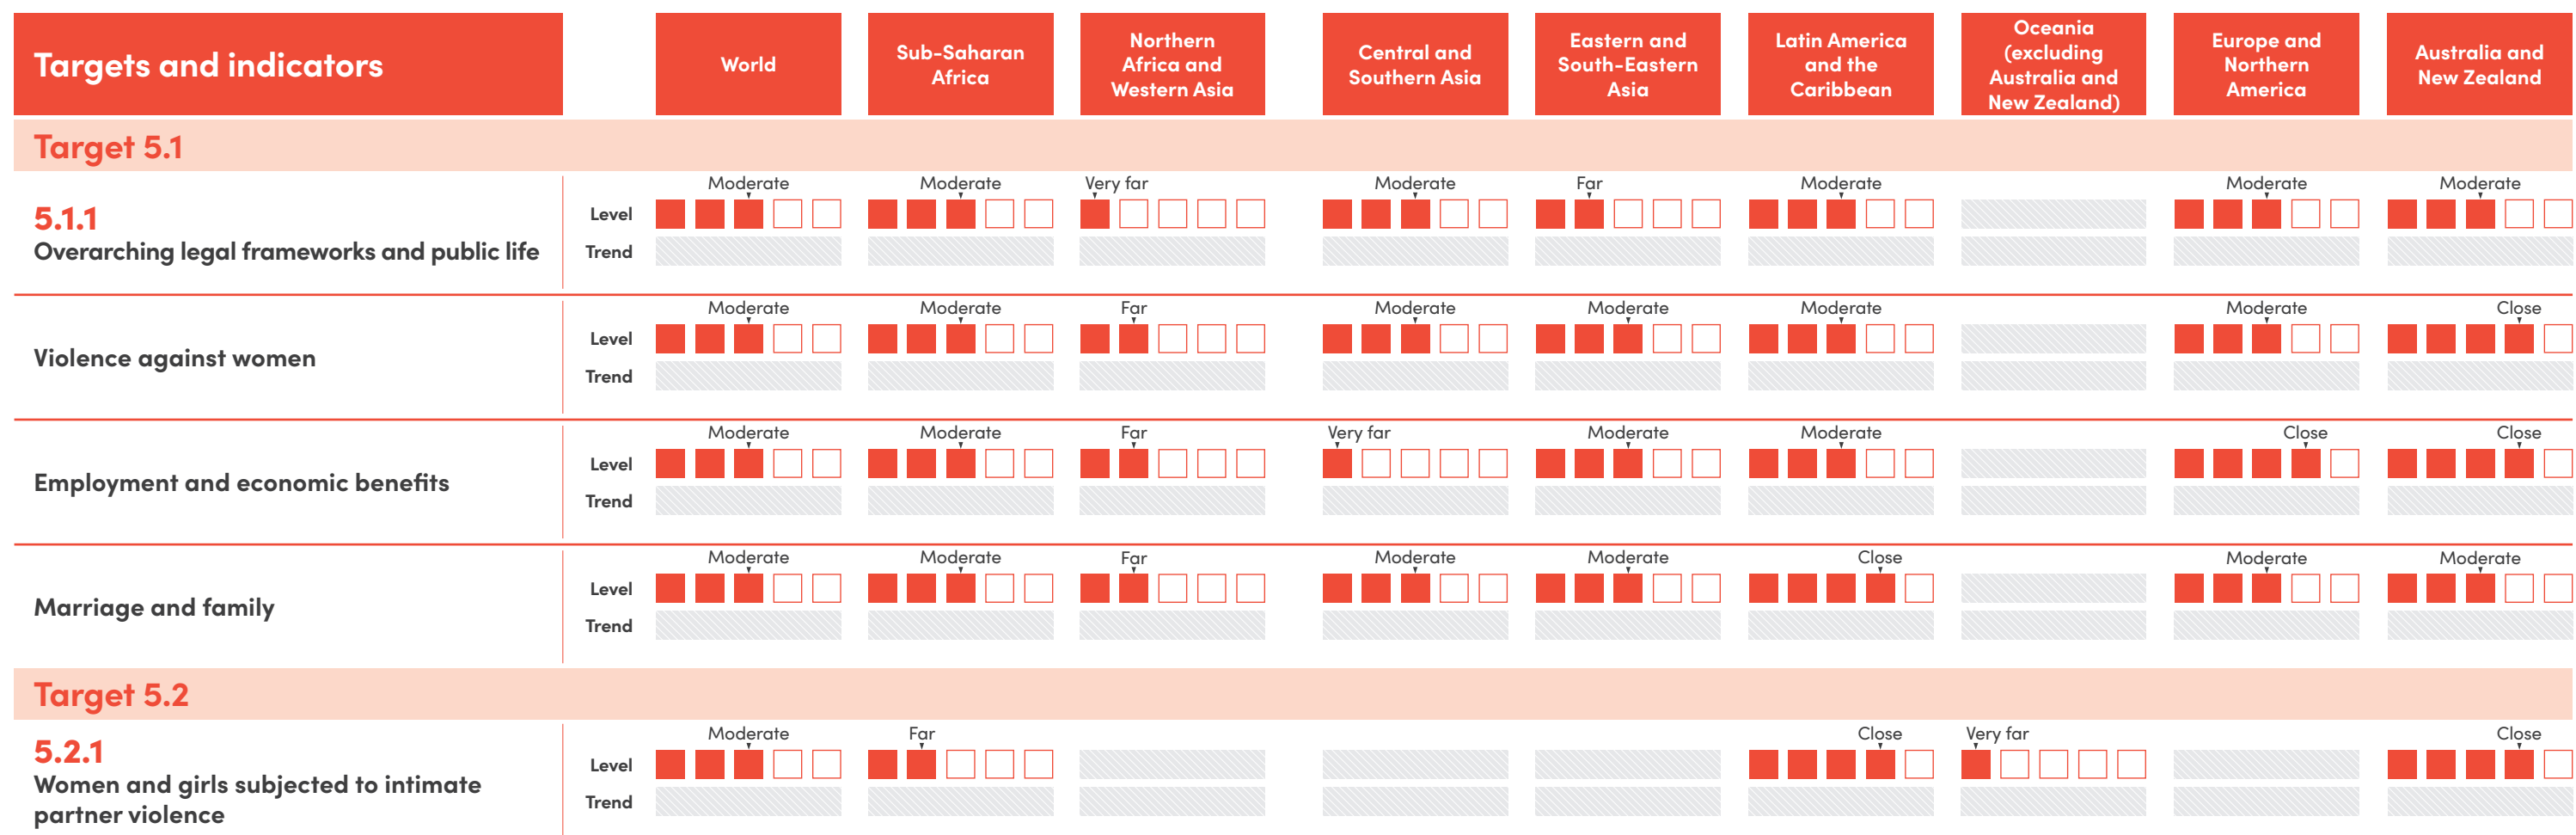 Targets and indicators
World
Sub-Saharan
Africa
Northern
Africa and
Western Asia
Central and
Southern Asia
Eastern and
South-Eastern
Asia
Latin America
and the
Caribbean
Oceania
(excluding
Australia and
New Zealand)
Europe and
Northern
America
Australia and
New Zealand
Target 5.1
5.1.1
Overarching legal frameworks and public life
Level
Moderate
Moderate
Very far
Moderate
Far
Moderate
Moderate
Moderate
Trend
Violence against women
Level
Moderate
Moderate
Far
Moderate
Moderate
Moderate
Moderate
Close
Trend
Employment and economic benefits
Level
Moderate
Moderate
Far
Very far
Moderate
Moderate
Close
Close
Trend
Marriage and family
Level
Moderate
Moderate
Far
Moderate
Moderate
Close
Moderate
Moderate
Trend
Target 5.2
5.2.1
Women and girls subjected to intimate
partner violence
Level
Moderate
Far
Close
Very far
Close
Trend